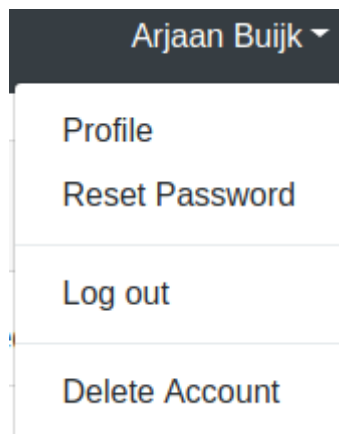 Arjaan Buijk
Profile
Reset Password
Log out
Delete Account